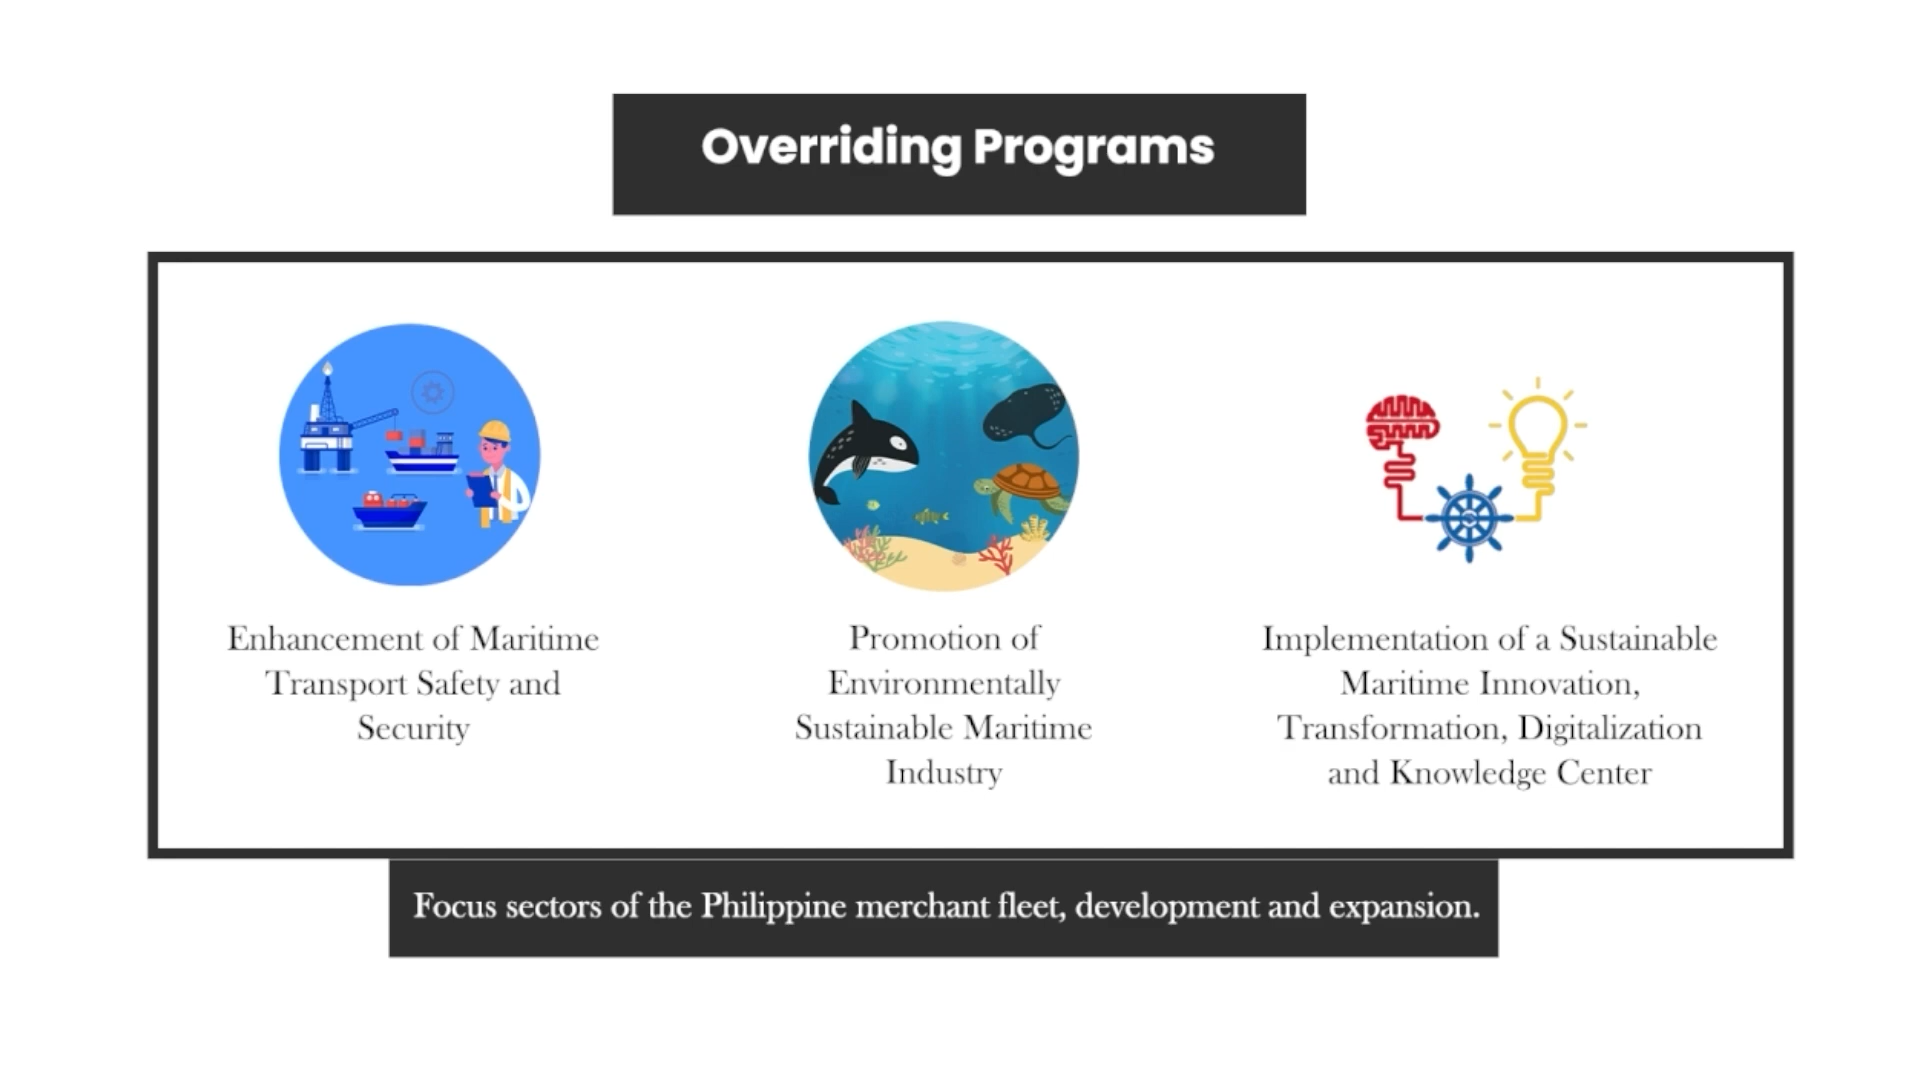 Overriding Programs
Enhancement of Maritime
Transport Safety and
Security
Promotion of
Environmentally
Sustainable Maritime
Industry
Implementation of a Sustainable
Maritime Innovation,
Transformation, Digitalization
and Knowledge Center
Focus sectors of the Philippine merchant fleet, development and expansion.